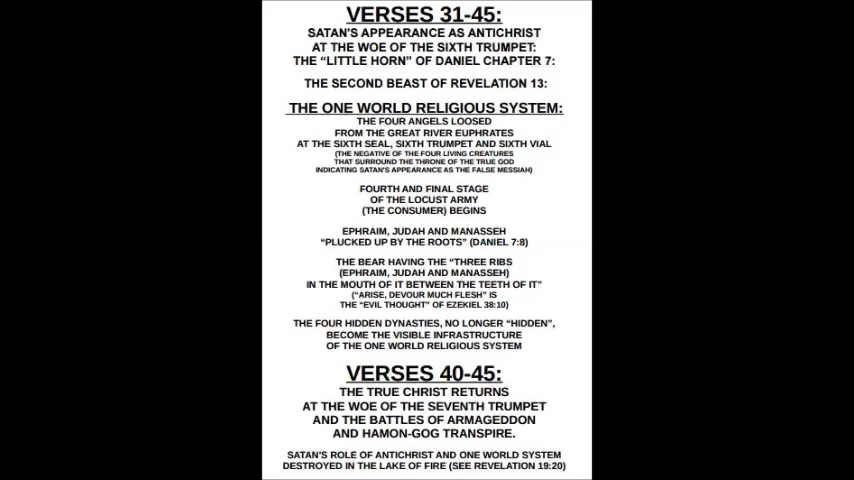 VERSES 31-45:
SATAN'S APPEARANCE AS ANTICHRIST
AT THE WOE OF THE SIXTH TRUMPET:
THE “LITTLE HORN” OF DANIEL CHAPTER 7:
THE SECOND BEAST OF REVELATION 13:
THE ONE WORLD RELIGIOUS SYSTEM:
THE FOUR ANGELS LOOSED
FROM THE GREAT RIVER EUPHRATES
AT THE SIXTH SEAL, SIXTH TRUMPET AND SIXTH VIAL
(THE NEGATIVE OF THE FOUR LIVING CREATURES
THAT SURROUND THE THRONE OF THE TRUE GOD
INDICATING SATAN'S APPEARANCE AS THE FALSE MESSIAH)
FOURTH AND FINAL STAGE
OF THE LOCUST ARMY
(THE CONSUMER) BEGINS
EPHRAIM, JUDAH AND MANASSEH
“PLUCKED UP BY THE ROOTS” (DANIEL 7:8)
THE BEAR HAVING THE “THREE RIBS
(EPHRAIM, JUDAH AND MANASSEH)
IN THE MOUTH OF IT BETWEEN THE TEETH OF IT”
(“ARISE, DEVOUR MUCH FLESH” IS
THE “EVIL THOUGHT” OF EZEKIEL 38:10)
THE FOUR HIDDEN DYNASTIES, NO LONGER “HIDDEN”,
BECOME THE VISIBLE INFRASTRUCTURE
OF THE ONE WORLD RELIGIOUS SYSTEM
VERSES 40-45:
THE TRUE CHRIST RETURNS
AT THE WOE OF THE SEVENTH TRUMPET
AND THE BATTLES OF ARMAGEDDON
AND HAMON-GOG TRANSPIRE.
SATAN'S ROLE OF ANTICHRIST AND ONE WORLD SYSTEM
DESTROYED IN THE LAKE OF FIRE (SEE REVELATION 19:20)